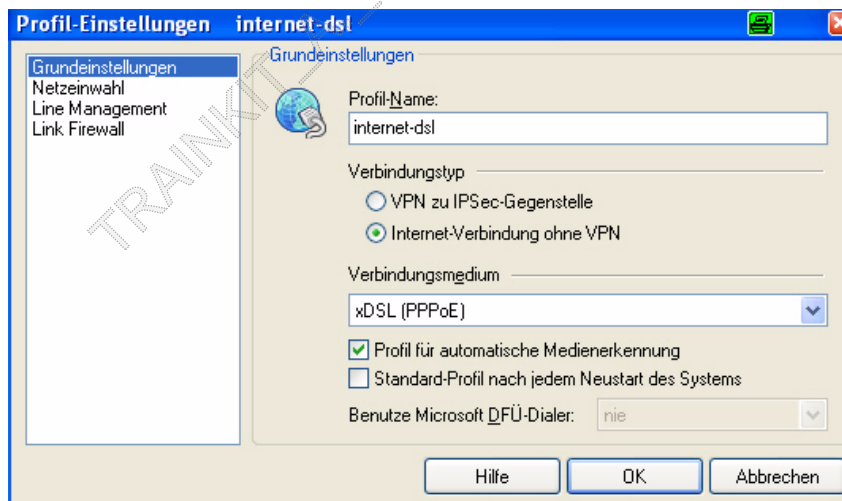 Profil-Einstellungen internet-dsl
Grundeinstellungen
Netzeinwahl
Line Management
Link Firewall
Grundeinstellungen
Profil-Name:
internet-dsl
Verbindungstyp
VPN zu IPSec-Gegenstelle
Internet-Verbindung ohne VPN
Verbindungsmedium
xDSL (PPPoE)
Profil für automatische Medienerkennung
Standard-Profil nach jedem Neustart des Systems
Benutze Microsoft DFÜ-Dialer:
nie
Hilfe
OK
Abbrechen
TRAINKIT